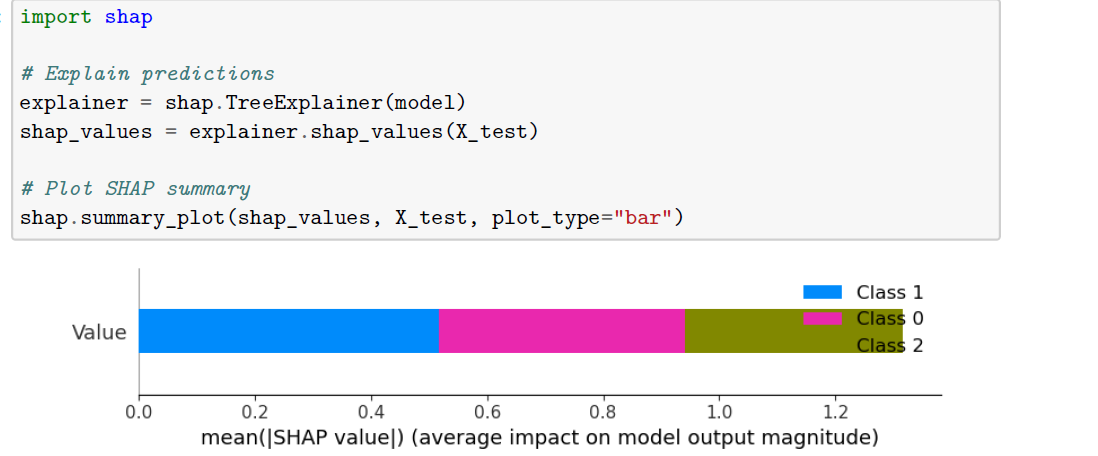 import shap
# Explain predictions
explainer = shap.TreeExplainer(model)
shap_values = explainer.shap_values(X_test)
# Plot SHAP summary
shap.summary_plot(shap_values, X_test, plot_type="bar")
Class 1
Class 0
Class 2
Value
0.0 0.2 0.4 0.6 0.8 1.0 1.2
mean(|SHAP value|) (average impact on model output magnitude)